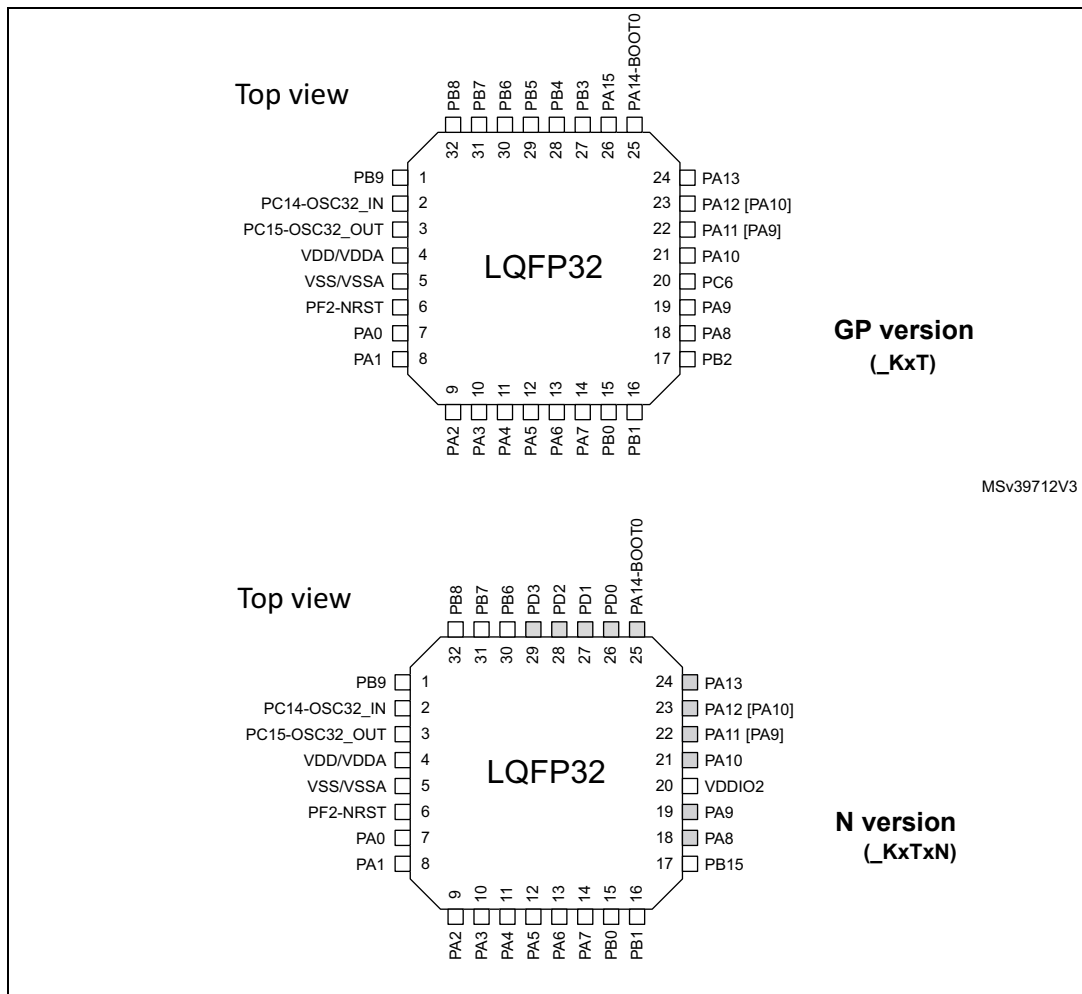 Top view
PB8
PB7
PB6
PB5
PB4
PB3
PA15
PA14-BOOT0
32
31
30
29
28
27
26
25
PB9 1
PC14-OSC32_IN 2
PC15-OSC32_OUT 3
VDD/VDDA 4
VSS/VSSA 5
PF2-NRST 6
PA0 7
PA1 8
LQFP32
24 PA13
23 PA12 [PA10]
22 PA11 [PA9]
21 PA10
20 PC6
19 PA9
18 PA8
17 PB2
9
10
11
12
13
14
15
16
PA2
PA3
PA4
PA5
PA6
PA7
PB0
PB1
GP version
(_KxT)
MSv39712V3
Top view
PB8
PB7
PB6
PD3
PD2
PD1
PD0
PA14-BOOT0
32
31
30
29
28
27
26
25
PB9 1
PC14-OSC32_IN 2
PC15-OSC32_OUT 3
VDD/VDDA 4
VSS/VSSA 5
PF2-NRST 6
PA0 7
PA1 8
LQFP32
24 PA13
23 PA12 [PA10]
22 PA11 [PA9]
21 PA10
20 VDDIO2
19 PA9
18 PA8
17 PB15
9
10
11
12
13
14
15
16
PA2
PA3
PA4
PA5
PA6
PA7
PB0
PB1
N version
(_KxTxN)